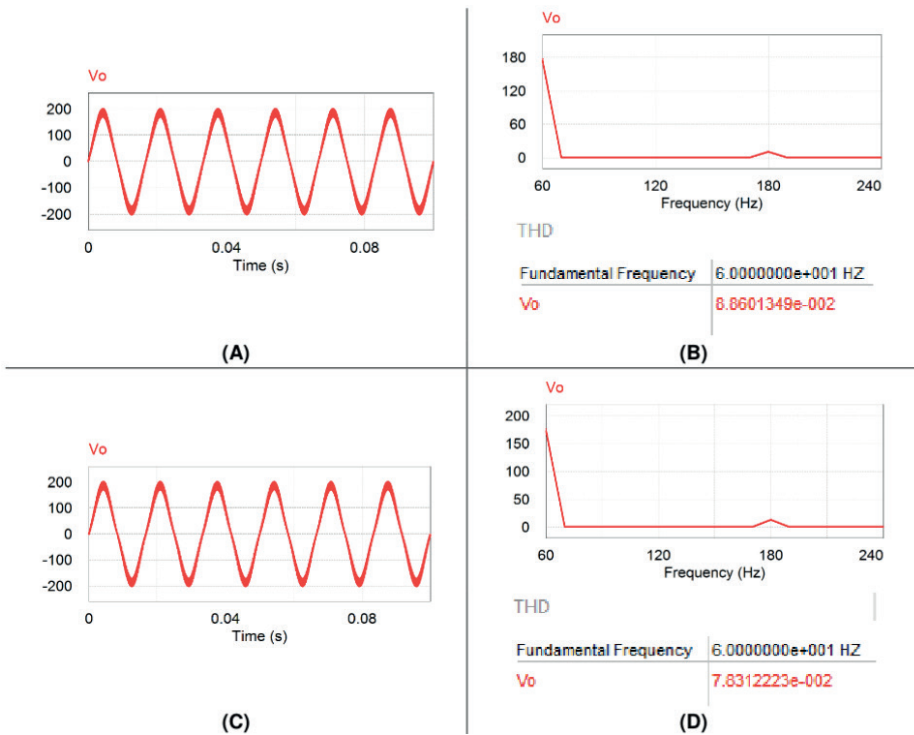 Vo
200
100
0
-100
-200
0 0.04 0.08
Time (s)
(A)
Vo
180
120
60
0
60 120 180 240
Frequency (Hz)
THD
Fundamental Frequency 6.0000000e+001 HZ
Vo 8.8601349e-002
(B)
Vo
200
100
0
-100
-200
0 0.04 0.08
Time (s)
(C)
Vo
200
150
100
50
0
60 120 180 240
Frequency (Hz)
THD
Fundamental Frequency 6.0000000e+001 HZ
Vo 7.8312223e-002
(D)